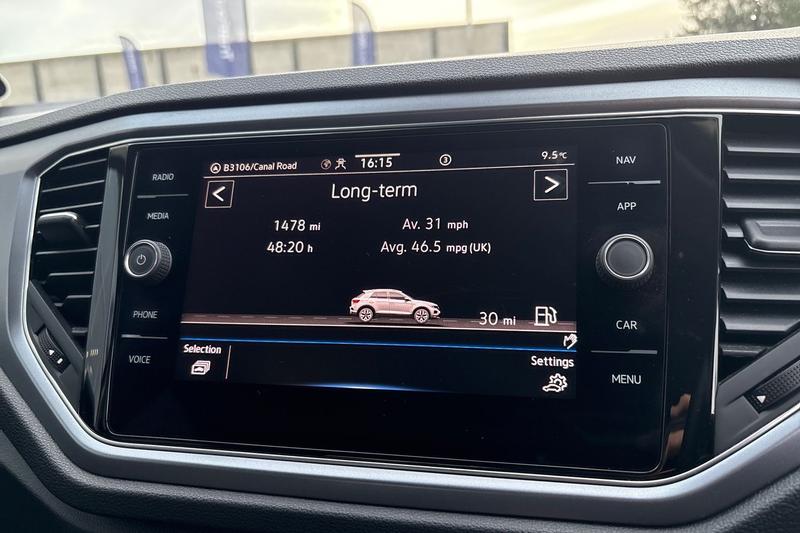 RADIO
MEDIA
PHONE
VOICE
B3106/Canal Road
16:15
3
9.5°C
Long-term
1478 mi
Av. 31 mph
48:20 h
Avg. 46.5 mpg (UK)
30 mi
Selection
Settings
NAV
APP
CAR
MENU